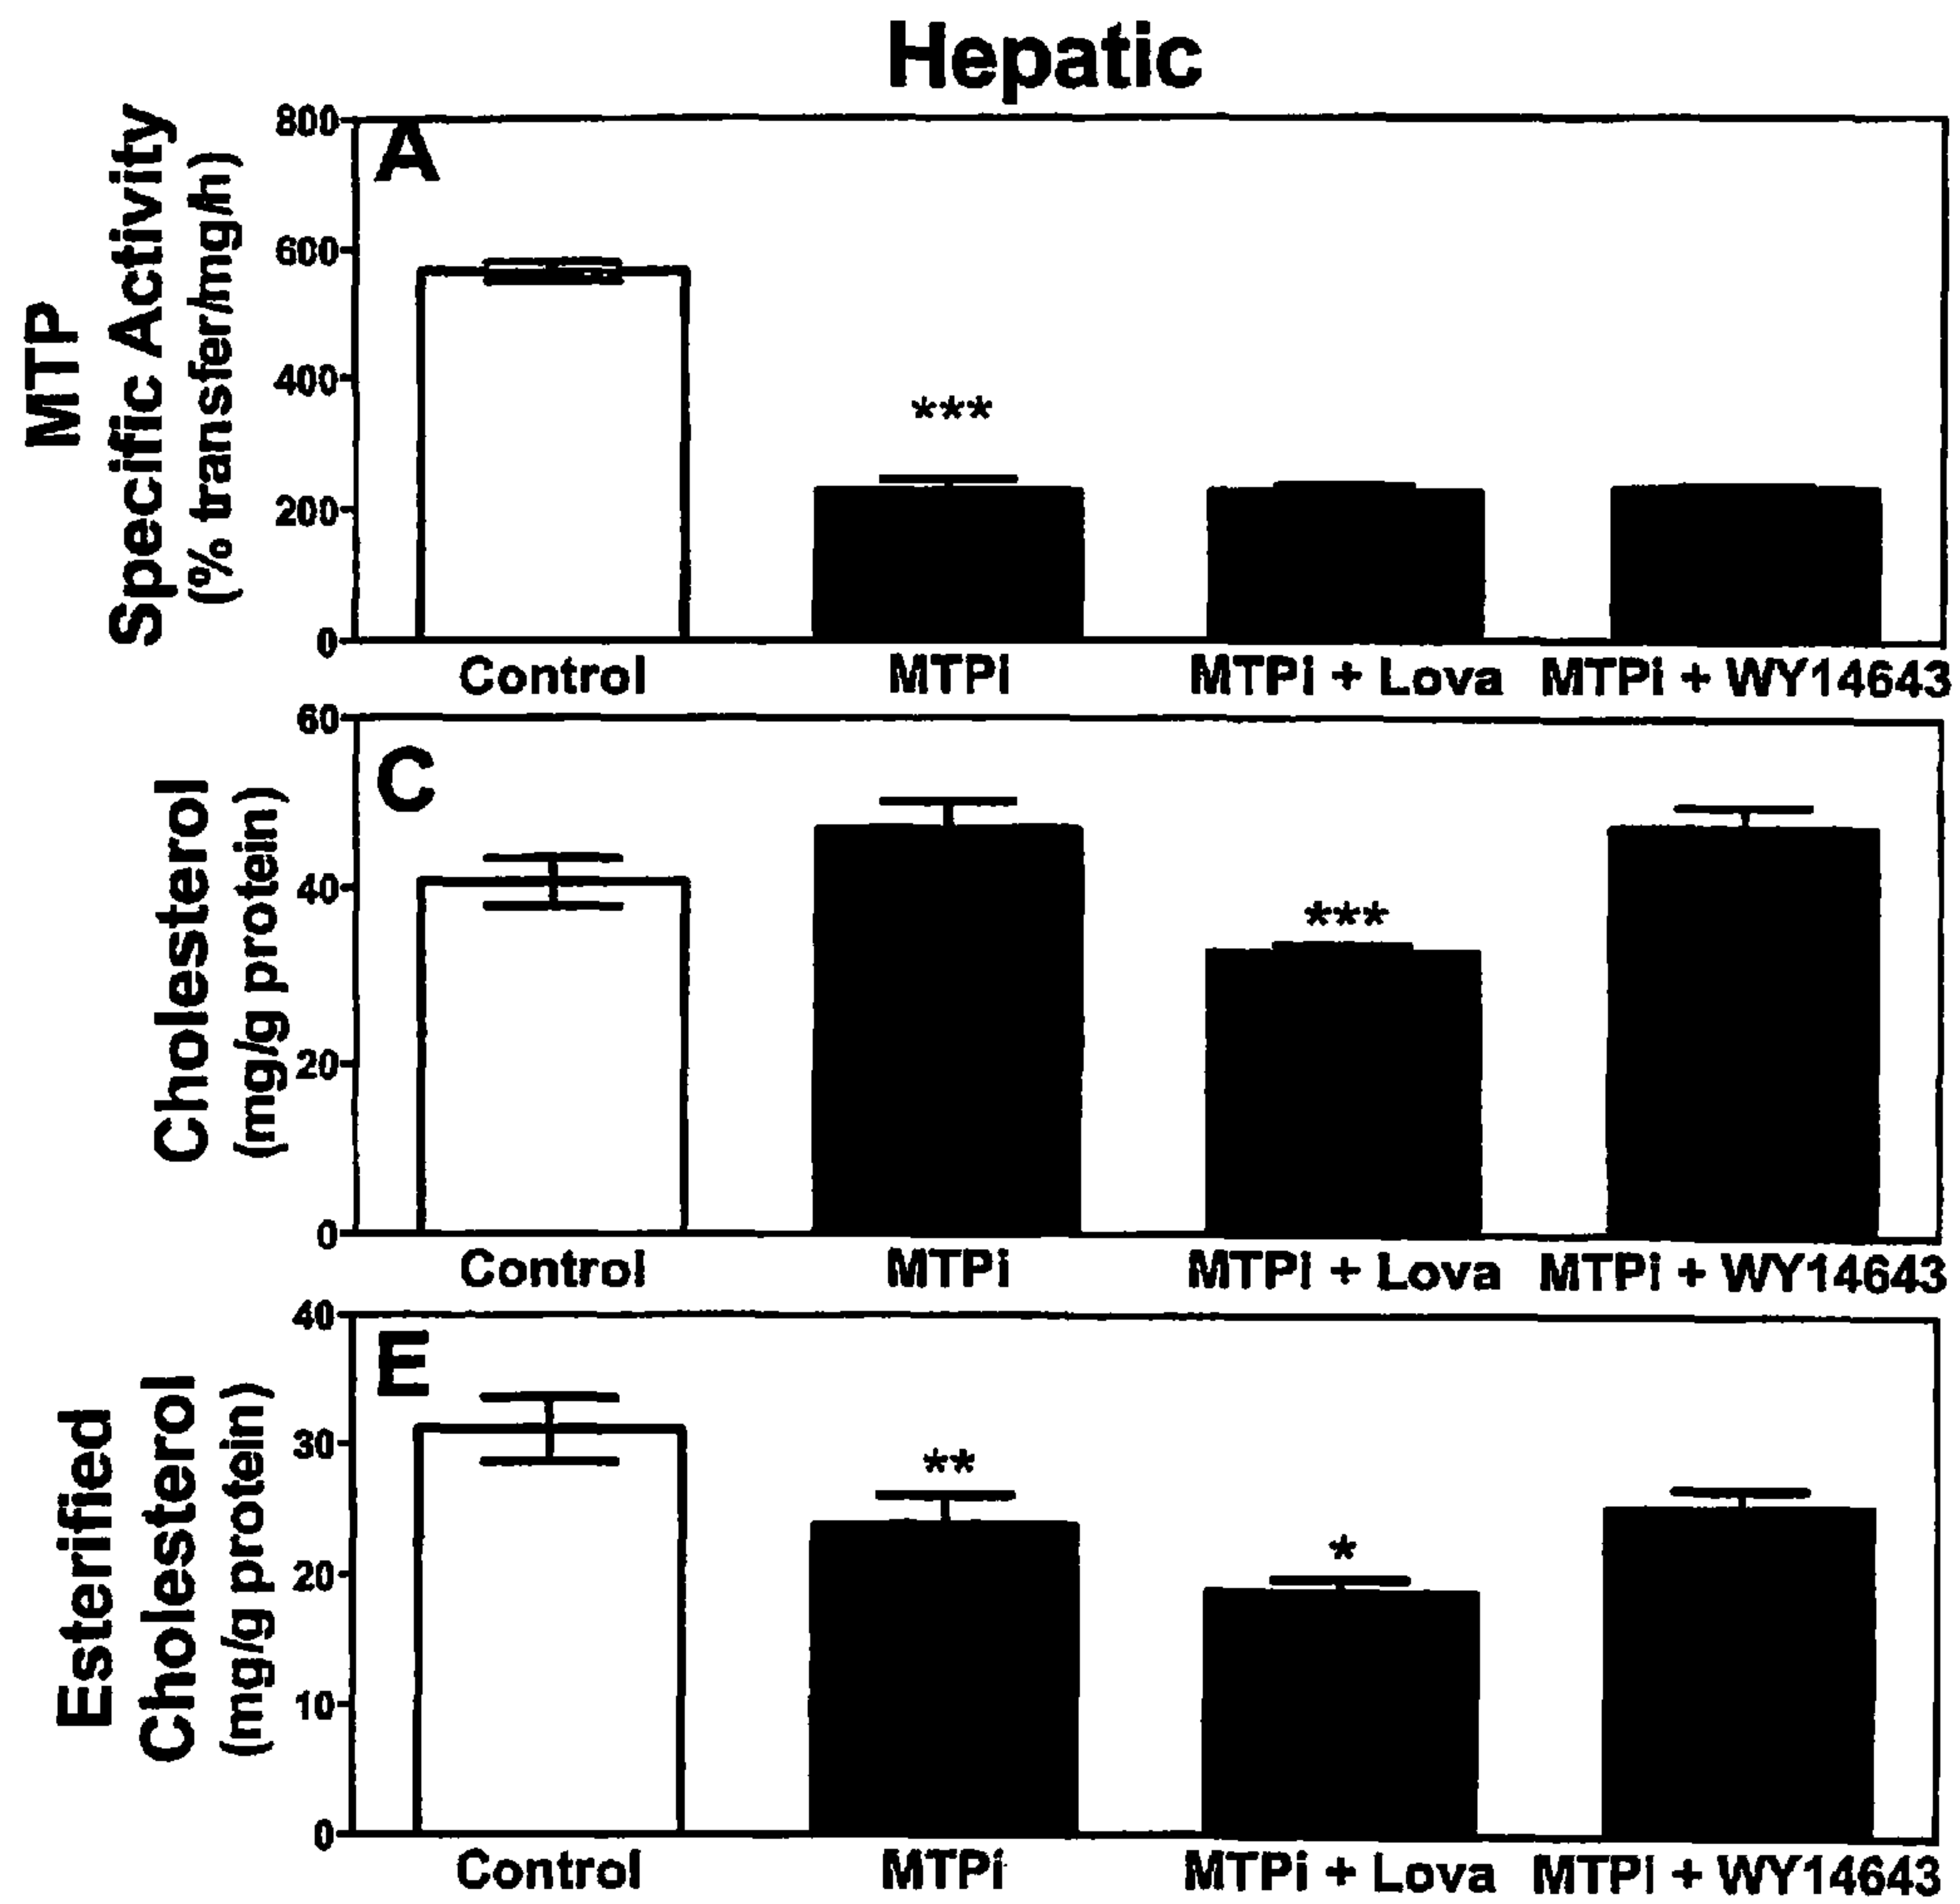 Hepatic
A
MTP
Specific Activity
(% transfer/mg/h)
800
600
400
200
0
***
Control MTPi MTPi + Lova MTPi + WY14643
C
Cholesterol
(mg/g protein)
60
40
20
0
***
Control MTPi MTPi + Lova MTPi + WY14643
E
Esterified
Cholesterol
(mg/g protein)
40
30
20
10
0
**
*
Control MTPi MTPi + Lova MTPi + WY14643